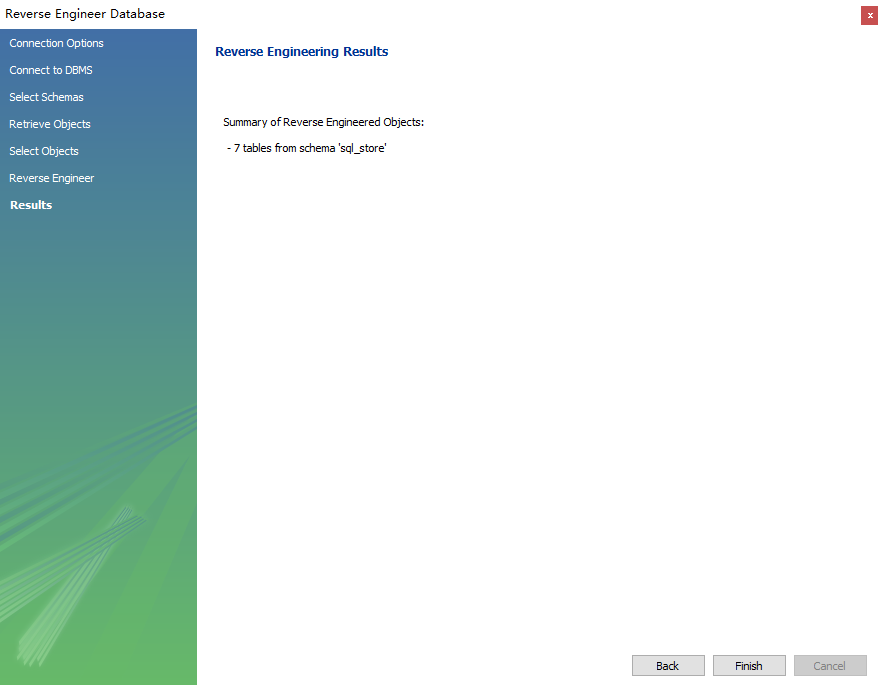 Reverse Engineer Database
x
Connection Options
Connect to DBMS
Select Schemas
Retrieve Objects
Select Objects
Reverse Engineer
Results
Reverse Engineering Results
Summary of Reverse Engineered Objects:
- 7 tables from schema 'sql_store'
Back
Finish
Cancel